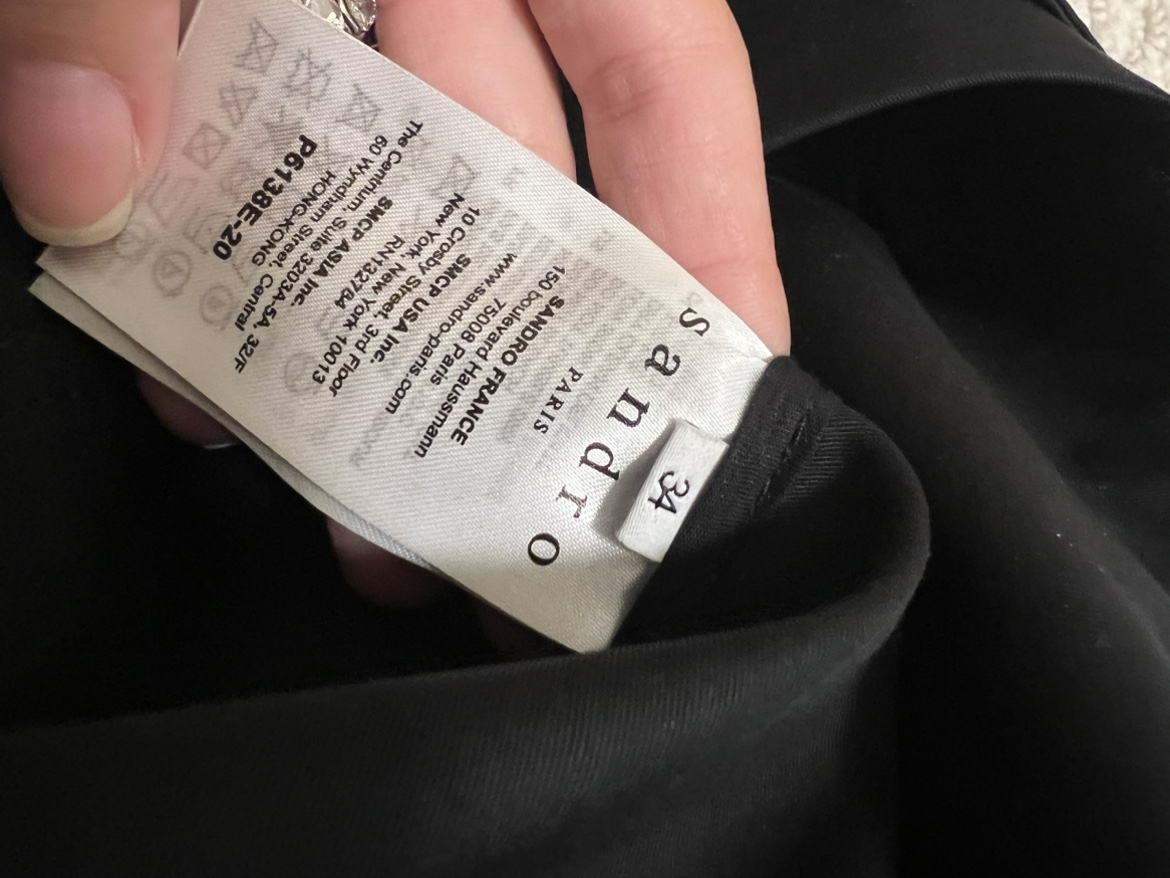 sandro
PARIS
34
SANDRO FRANCE
150 boulevard Haussmann
75008 Paris
www.sandro-paris.com
SMCP USA Inc.
10 Crosby Street, 3rd Floor
New York, New York 10013
RN132784
SMCP ASIA Inc.
The Centrium, Suite 3203A-5A, 32/F
60 Wyndham Street, Central
HONG-KONG
P6138E-20